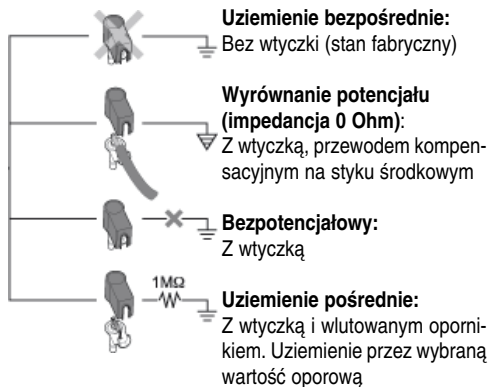 Uziemienie bezpośrednie:
Bez wtyczki (stan fabryczny)
Wyrównanie potencjału
(impedancja 0 Ohm):
Z wtyczką, przewodem kompen-
sacyjnym na styku środkowym
Bezpotencjałowy:
Z wtyczką
1MΩ
Uziemienie pośrednie:
Z wtyczką i wlutowanym oporni-
kiem. Uziemienie przez wybraną
wartość oporową